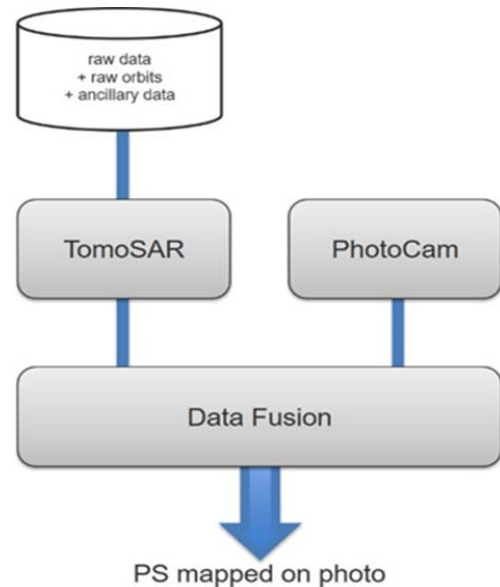 raw data
+ raw orbits
+ ancillary data
TomoSAR
PhotoCam
Data Fusion
PS mapped on photo